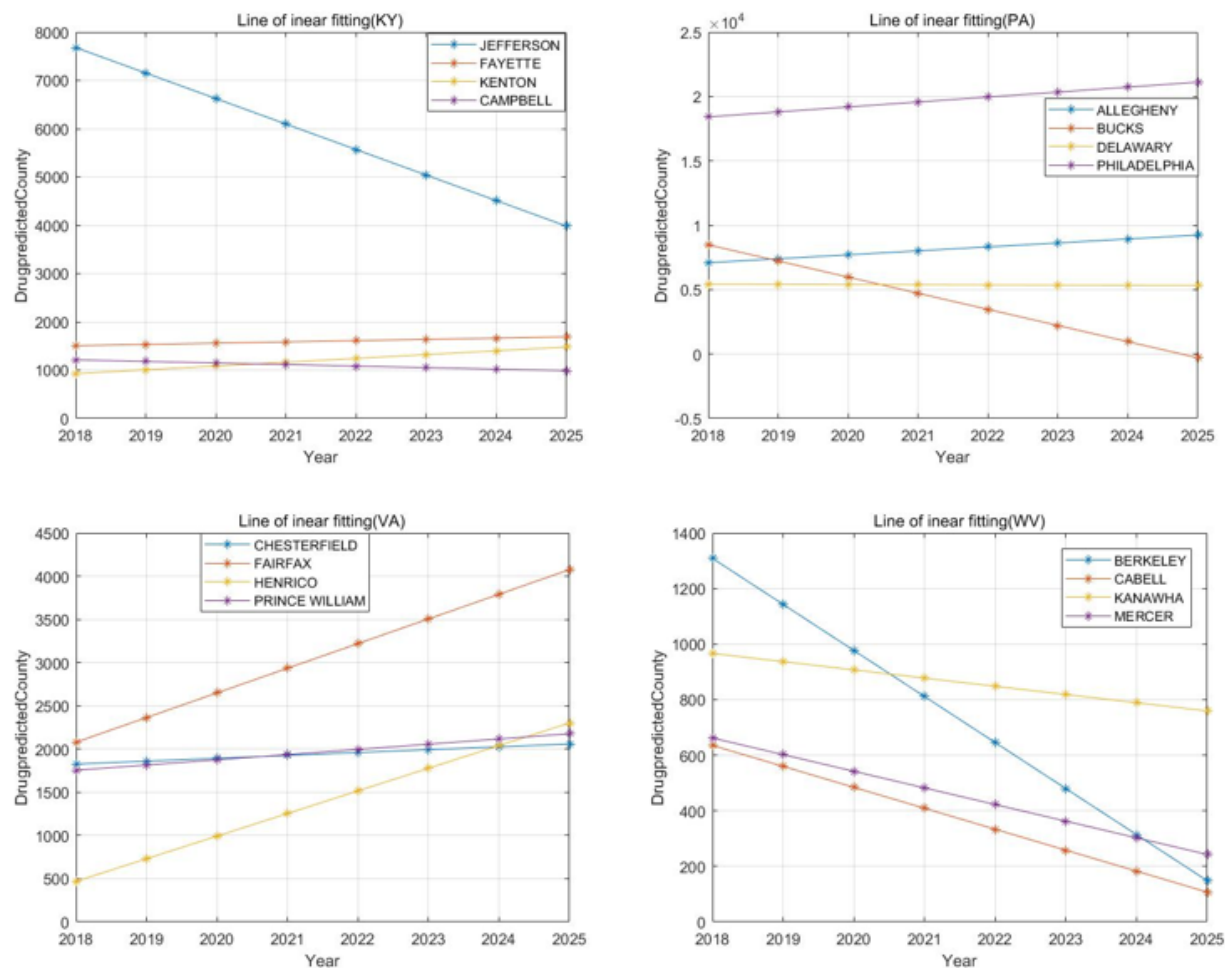 Line of inear fitting(KY)
8000
7000
6000
5000
4000
3000
2000
1000
0
DrugpredictedCounty
JEFFERSON
FAYETTE
KENTON
CAMPBELL
2018 2019 2020 2021 2022 2023 2024 2025
Year
Line of inear fitting(PA)
×10^4
2.5
2
1.5
1
0.5
0
-0.5
DrugpredictedCounty
ALLEGHENY
BUCKS
DELAWARY
PHILADELPHIA
2018 2019 2020 2021 2022 2023 2024 2025
Year
Line of inear fitting(VA)
4500
4000
3500
3000
2500
2000
1500
1000
500
0
DrugpredictedCounty
CHESTERFIELD
FAIRFAX
HENRICO
PRINCE WILLIAM
2018 2019 2020 2021 2022 2023 2024 2025
Year
Line of inear fitting(WV)
1400
1200
1000
800
600
400
200
0
DrugpredictedCounty
BERKELEY
CABELL
KANAWHA
MERCER
2018 2019 2020 2021 2022 2023 2024 2025
Year